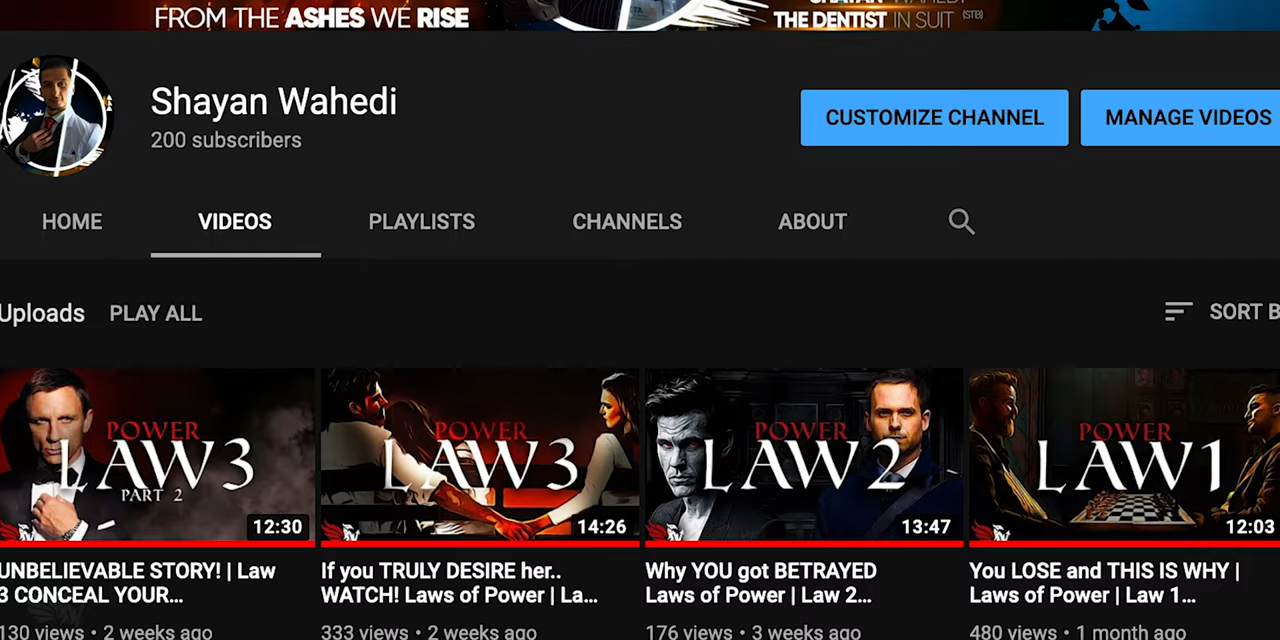 FROM THE ASHES WE RISE
THE DENTIST IN SUIT (STB)
Shayan Wahedi
200 subscribers
CUSTOMIZE CHANNEL
MANAGE VIDEOS
HOME
VIDEOS
PLAYLISTS
CHANNELS
ABOUT
Uploads
PLAY ALL
SORT B
POWER
LAW 3
PART 2
12:30
POWER
LAW 3
14:26
POWER
LAW 2
13:47
POWER
LAW 1
12:03
UNBELIEVABLE STORY! | Law
3 CONCEAL YOUR...
130 views • 2 weeks ago
If you TRULY DESIRE her..
WATCH! Laws of Power | La...
333 views • 2 weeks ago
Why YOU got BETRAYED
Laws of Power | Law 2...
176 views • 3 weeks ago
You LOSE and THIS IS WHY |
Laws of Power | Law 1...
480 views • 1 month ago